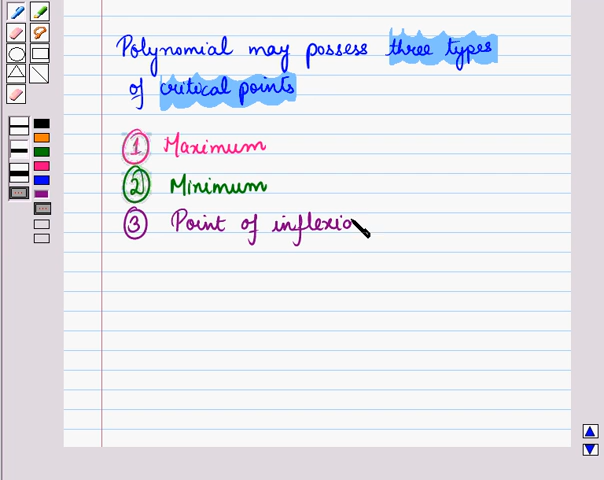 Polynomial may possess three types
of critical points
1 Maximum
2 Minimum
3 Point of inflexio